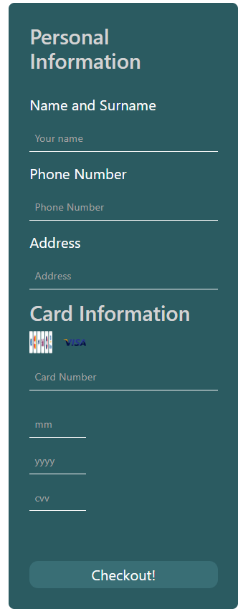 Personal
Information
Name and Surname
Your name
Phone Number
Phone Number
Address
Address
Card Information
VISA
Card Number
mm
yyyy
cvv
Checkout!